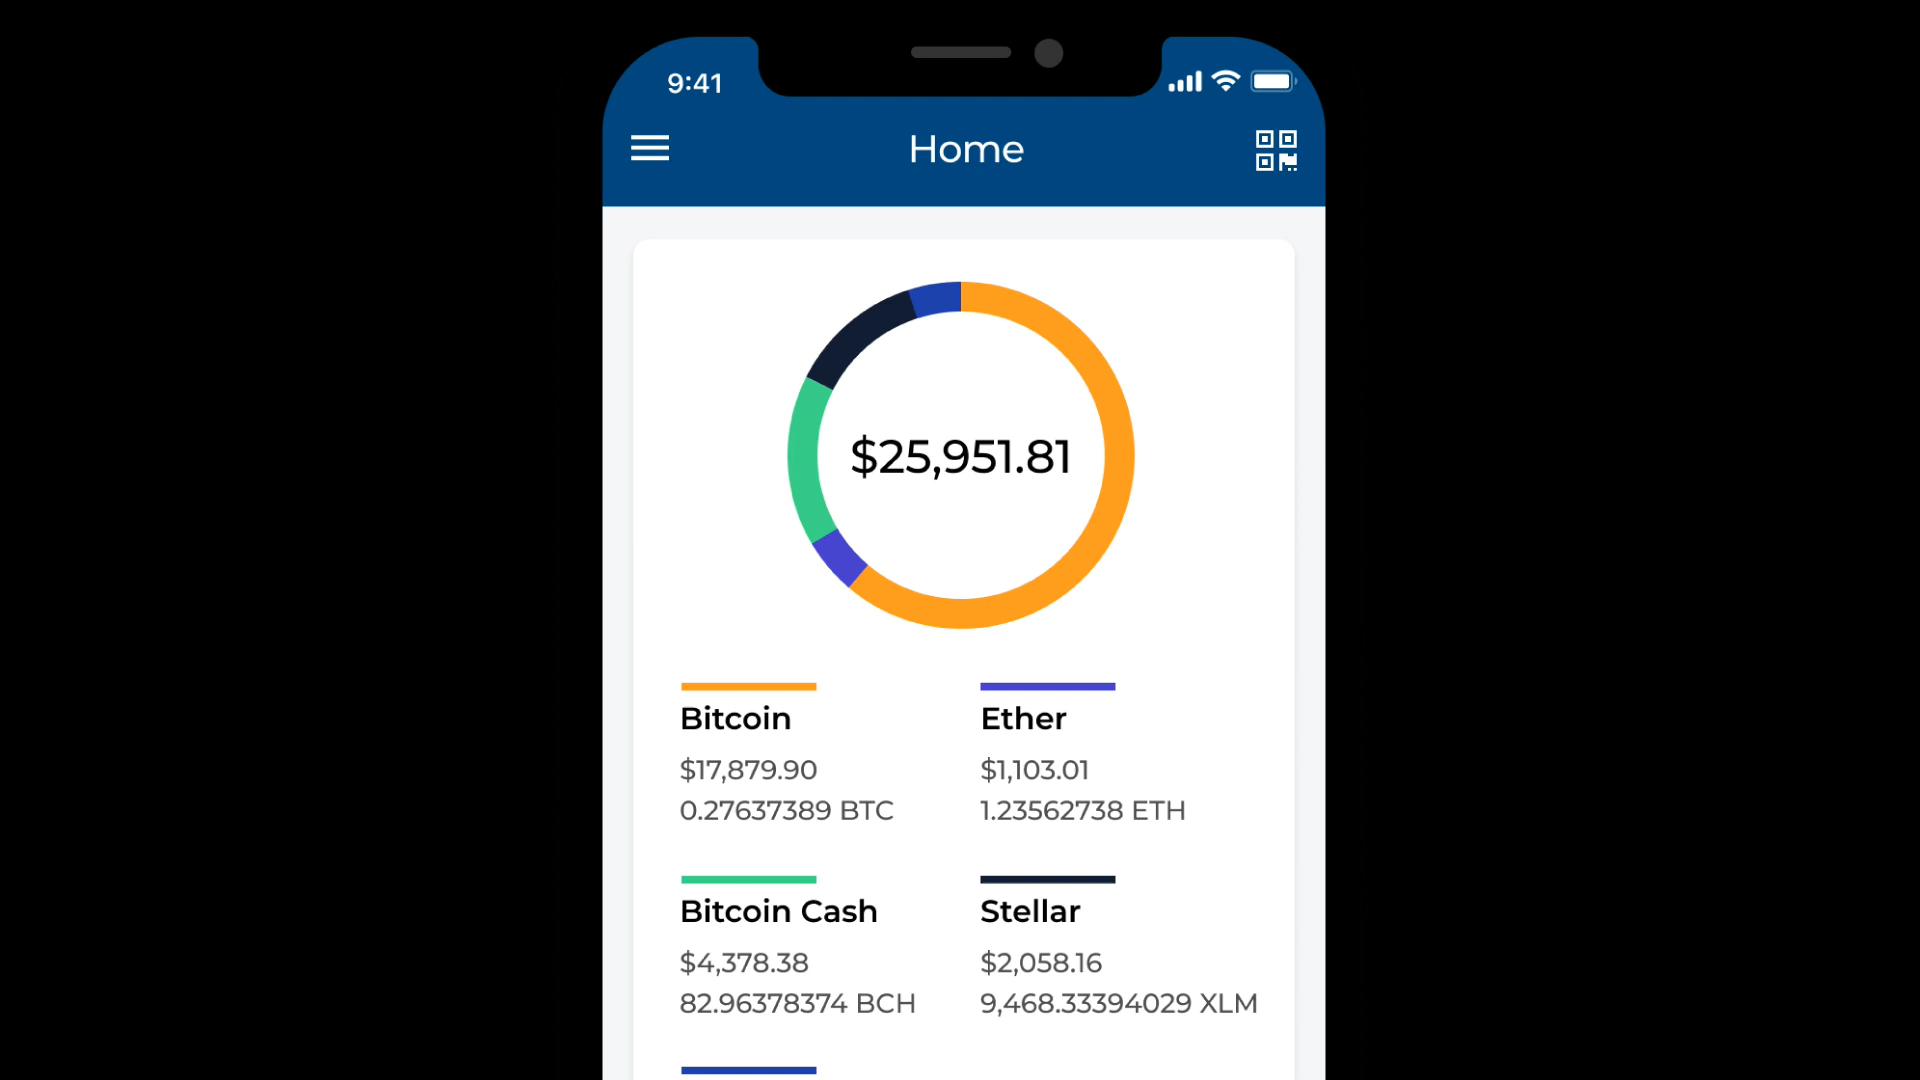 9:41
Home
$25,951.81
Bitcoin
$17,879.90
0.27637389 BTC
Ether
$1,103.01
1.23562738 ETH
Bitcoin Cash
$4,378.38
82.96378374 BCH
Stellar
$2,058.16
9,468.33394029 XLM